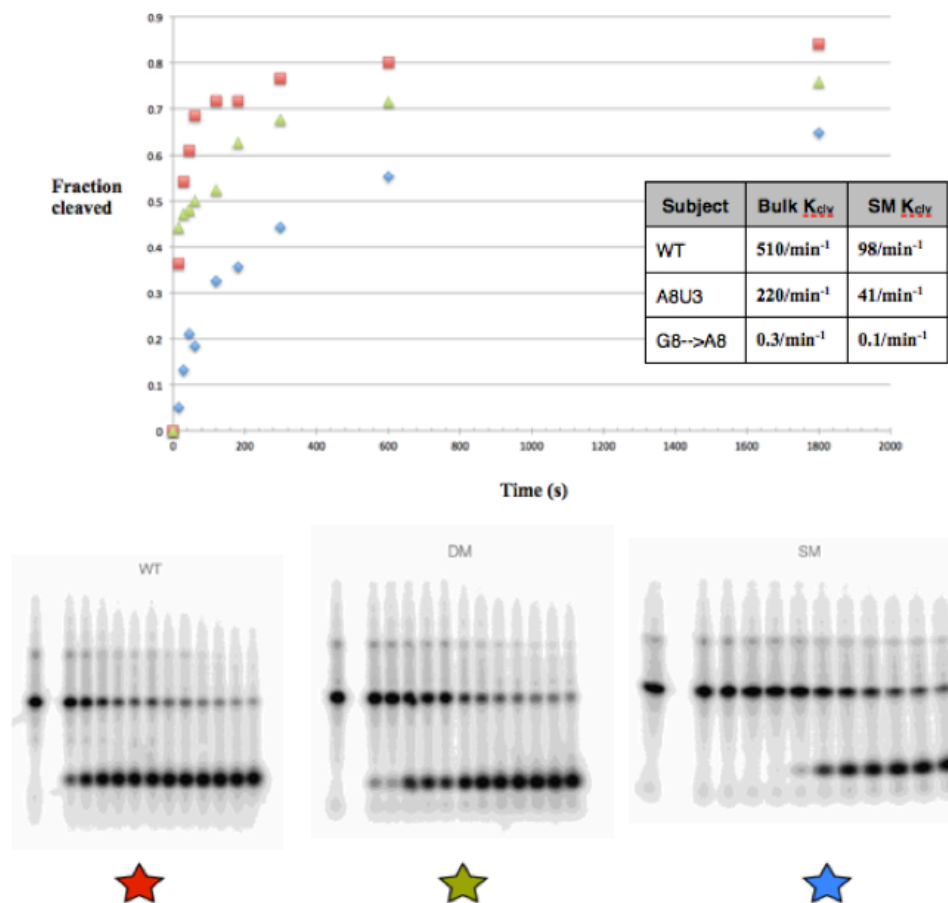 0.9
0.8
0.7
0.6
0.5
0.4
0.3
0.2
0.1
0
Fraction
cleaved
0 200 400 600 800 1000 1200 1400 1600 1800 2000
Time (s)
Subject Bulk Kclv SM Kclv
WT 510/min-1 98/min-1
A8U3 220/min-1 41/min-1
G8-->A8 0.3/min-1 0.1/min-1
WT DM SM